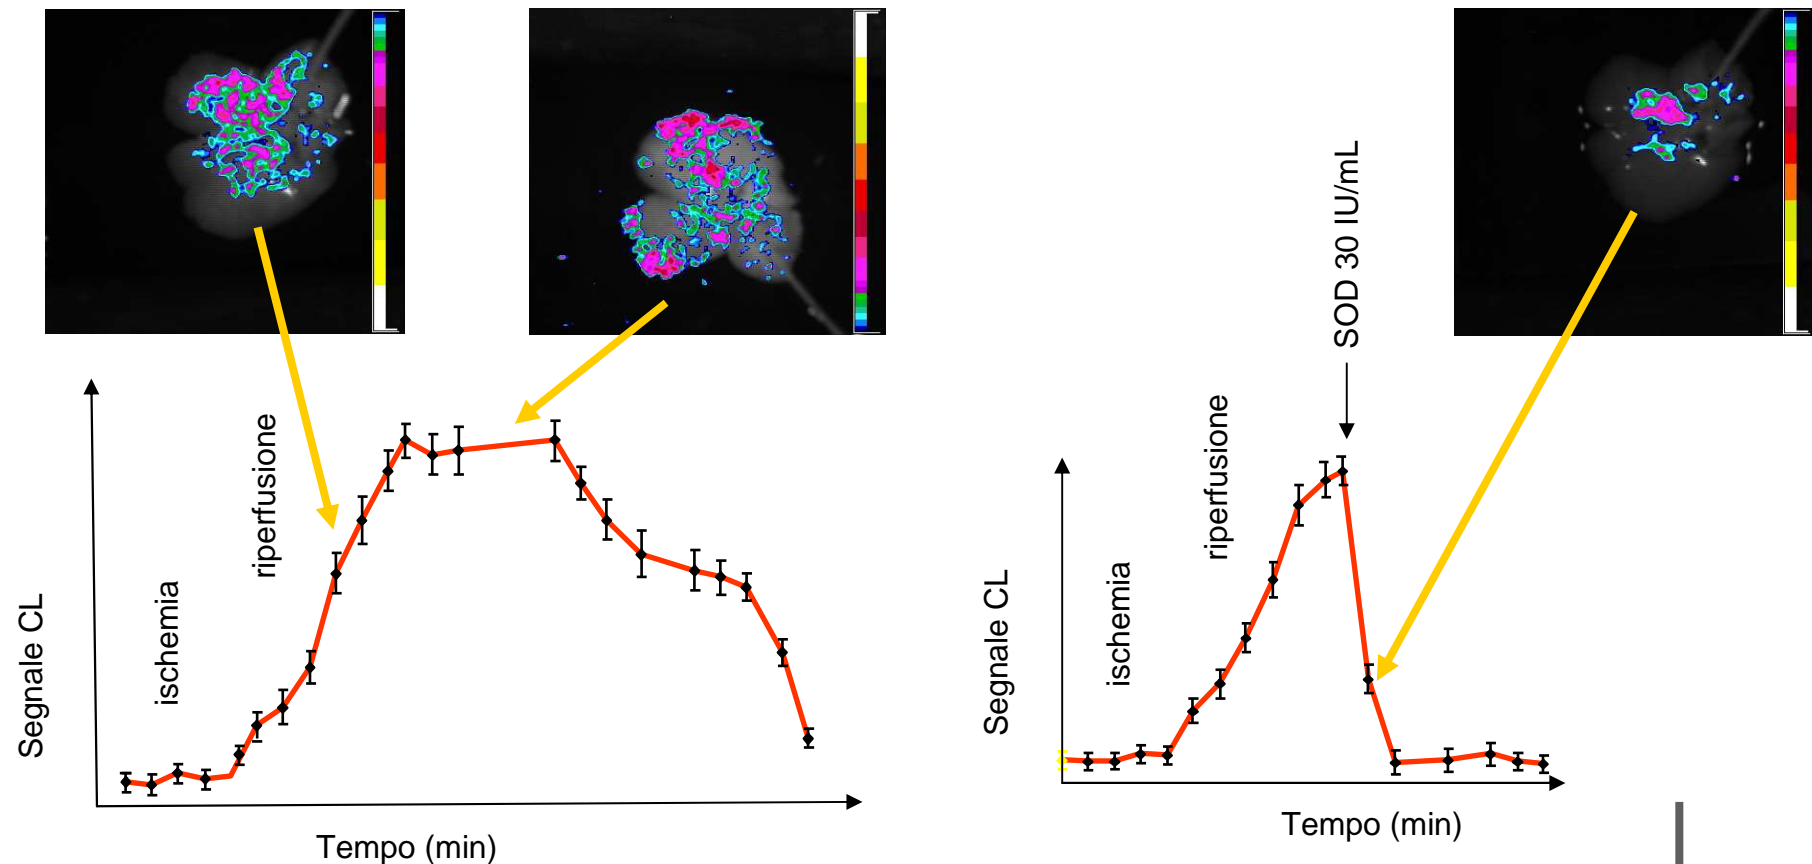 Segnale CL
ischemia
riperfusione
Tempo (min)
Segnale CL
ischemia
riperfusione
SOD 30 IU/mL
Tempo (min)